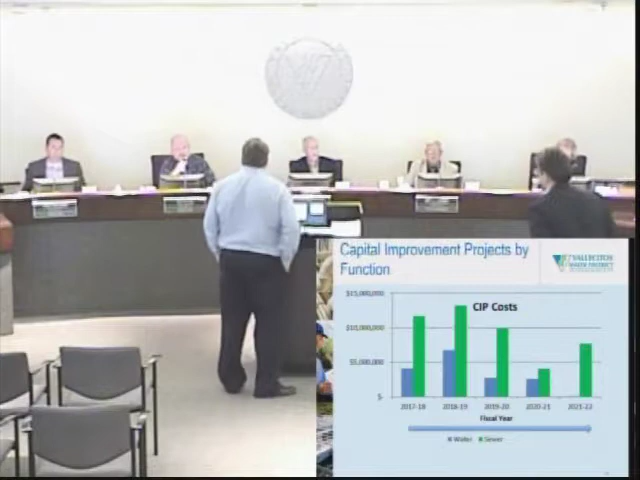 Capital Improvement Projects by
Function
VALLECITOS
WATER DISTRICT
$15,000,000
CIP Costs
$10,000,000
$5,000,000
$-
2017-18
2018-19
2019-20
2020-21
2021-22
Fiscal Year
Water
Sewer